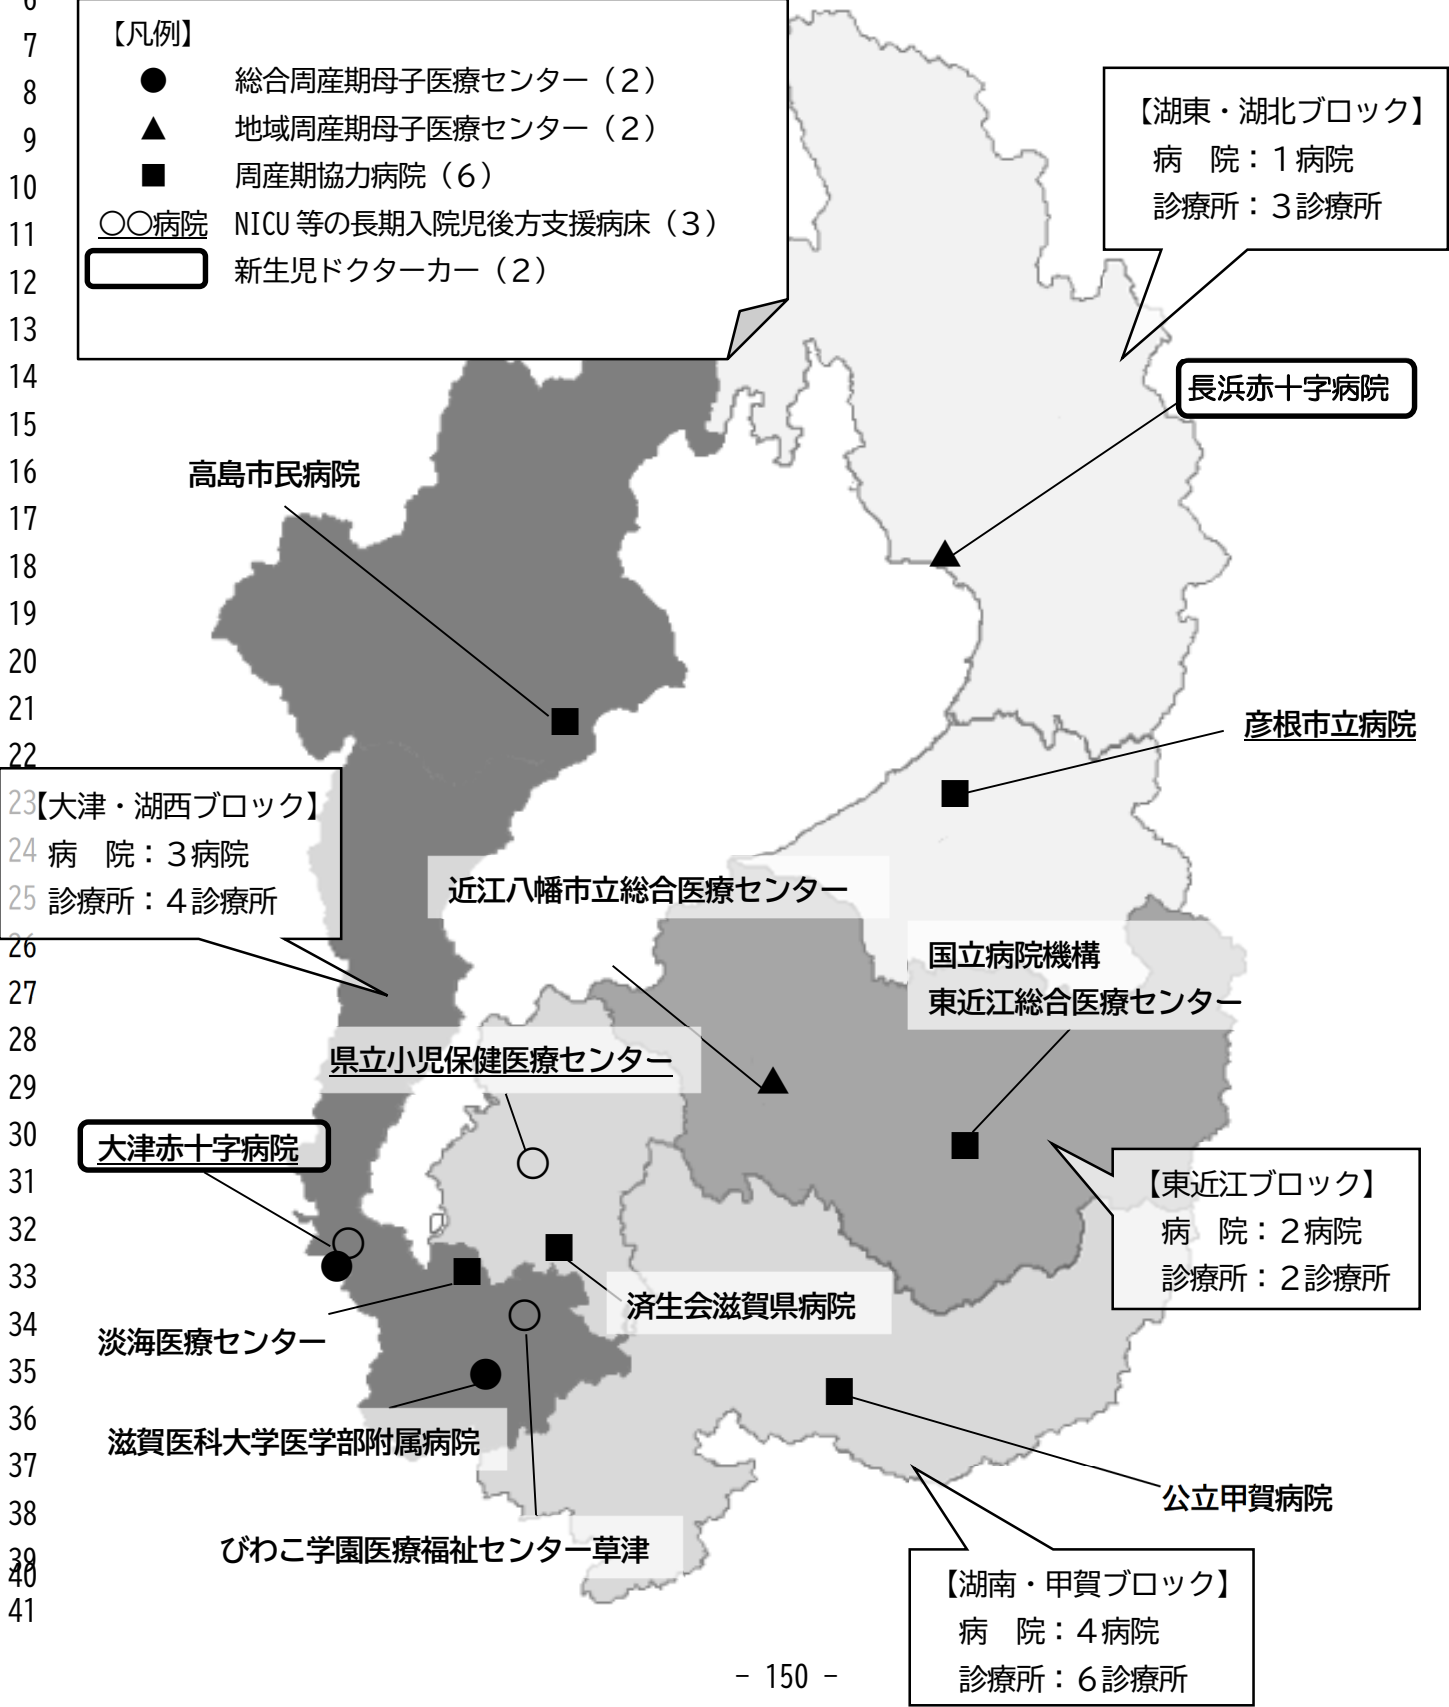 6
7
8
9
10
11
12
13
14
15
16
17
18
19
20
21
22
23
24
25
26
27
28
29
30
31
32
33
34
35
36
37
38
39
40
41
【凡例】
● 総合周産期母子医療センター（２）
▲ 地域周産期母子医療センター（２）
■ 周産期協力病院（６）
○○病院 NICU 等の長期入院児後方支援病床（３）
新生児ドクターカー（２）
【湖東・湖北ブロック】
病　院：１病院
診療所：３診療所
長浜赤十字病院
高島市民病院
彦根市立病院
【大津・湖西ブロック】
病　院：３病院
診療所：４診療所
近江八幡市立総合医療センター
国立病院機構
東近江総合医療センター
県立小児保健医療センター
大津赤十字病院
【東近江ブロック】
病　院：２病院
診療所：２診療所
済生会滋賀県病院
淡海医療センター
滋賀医科大学医学部附属病院
公立甲賀病院
びわこ学園医療福祉センター草津
【湖南・甲賀ブロック】
病　院：４病院
診療所：６診療所
- 150 -